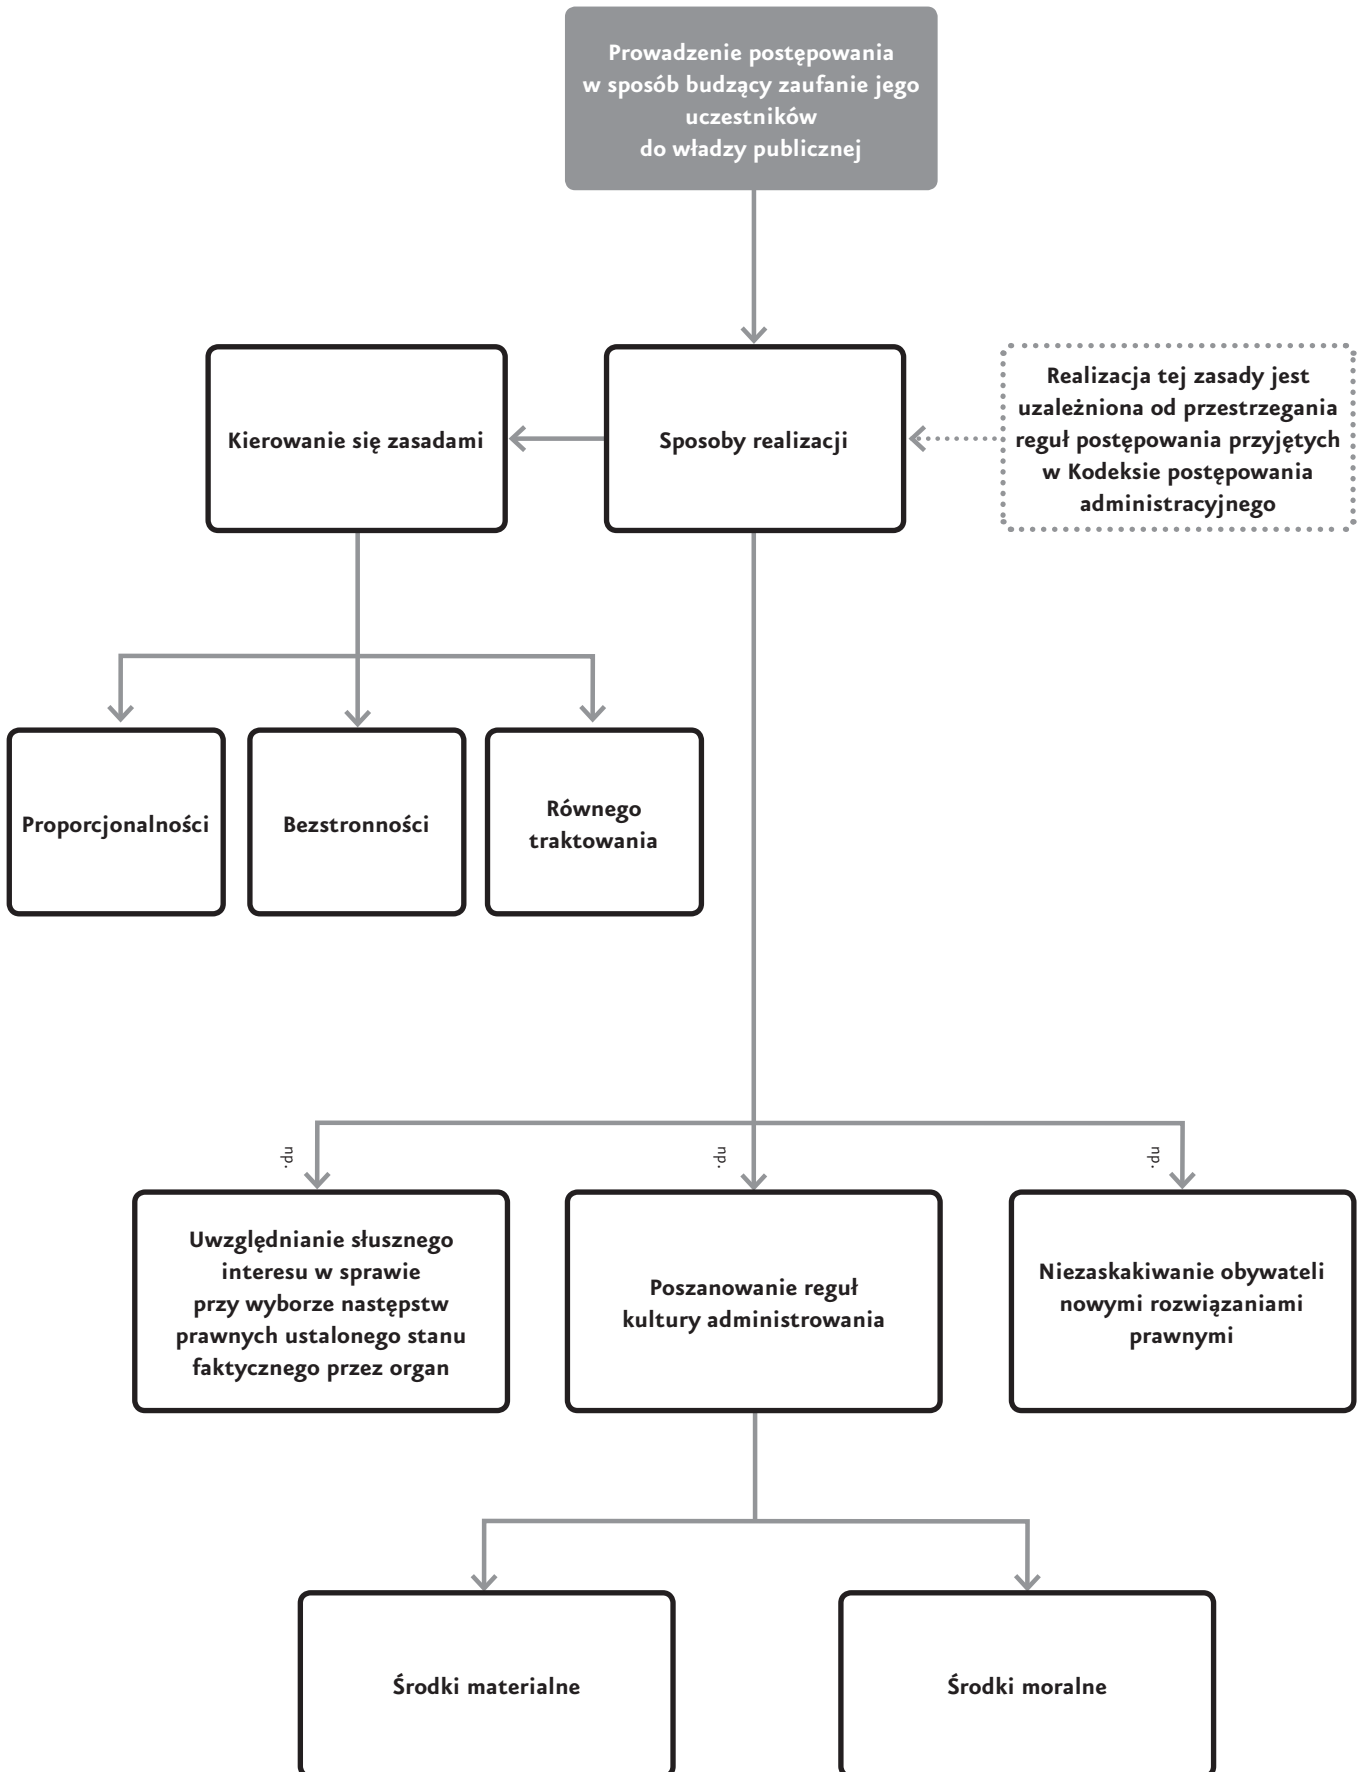 Prowadzenie postępowania
w sposób budzący zaufanie jego
uczestników
do władzy publicznej
Kierowanie się zasadami
Sposoby realizacji
Realizacja tej zasady jest
uzależniona od przestrzegania
reguł postępowania przyjętych
w Kodeksie postępowania
administracyjnego
Proporcjonalności
Bezstronności
Równego
traktowania
np.
np.
np.
Uwzględnianie słusznego
interesu w sprawie
przy wyborze następstw
prawnych ustalonego stanu
faktycznego przez organ
Poszanowanie reguł
kultury administrowania
Niezaskakiwanie obywateli
nowymi rozwiązaniami
prawnymi
Środki materialne
Środki moralne